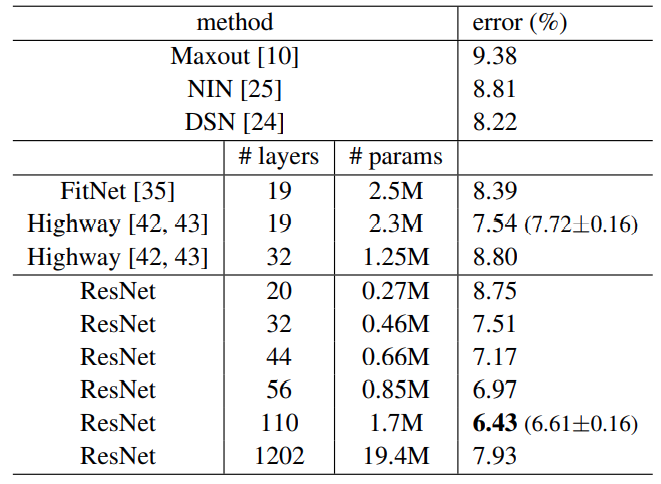 method error (%)
Maxout [10] 9.38
NIN [25] 8.81
DSN [24] 8.22
# layers # params
FitNet [35] 19 2.5M 8.39
Highway [42, 43] 19 2.3M 7.54 (7.72±0.16)
Highway [42, 43] 32 1.25M 8.80
ResNet 20 0.27M 8.75
ResNet 32 0.46M 7.51
ResNet 44 0.66M 7.17
ResNet 56 0.85M 6.97
ResNet 110 1.7M 6.43 (6.61±0.16)
ResNet 1202 19.4M 7.93